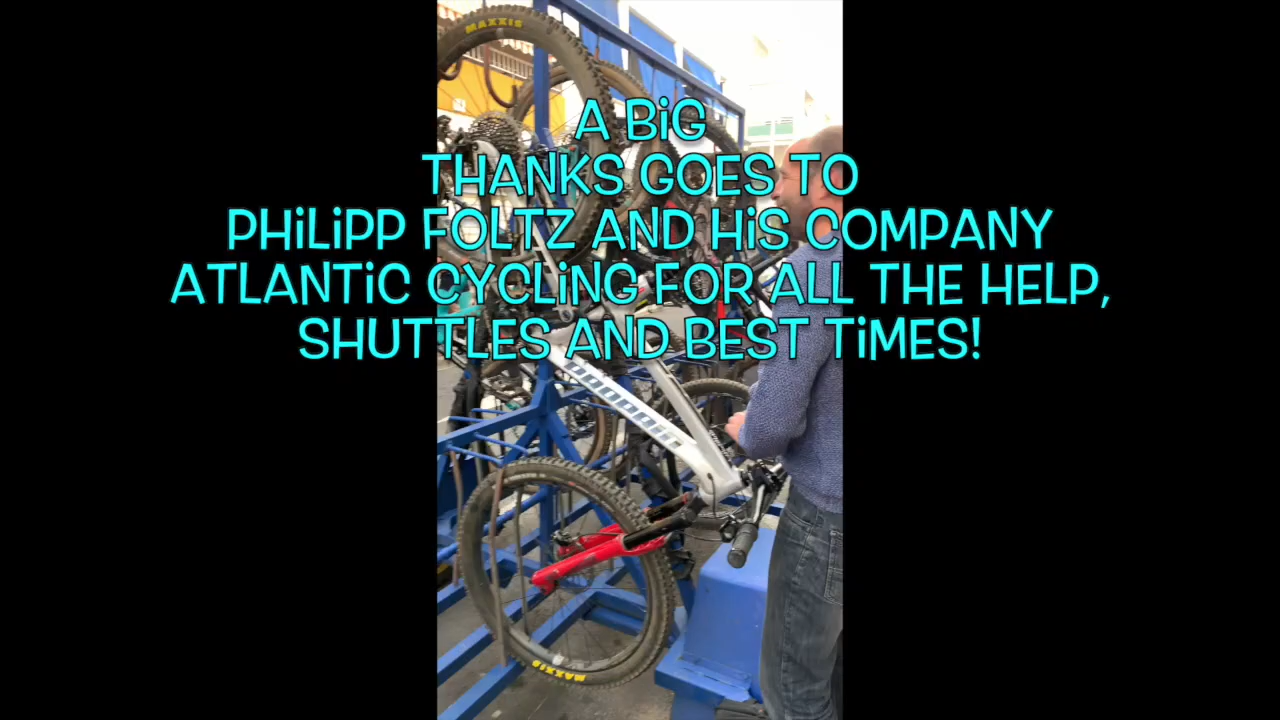 MAXXIS
A BiG
THANKS GOES TO
PHiLiPP FOLTZ AND HiS COMPANY
ATLANTiC CYCLiNG FOR ALL THE HELP,
SHUTTLES AND BEST TiMES!
MAXXIS